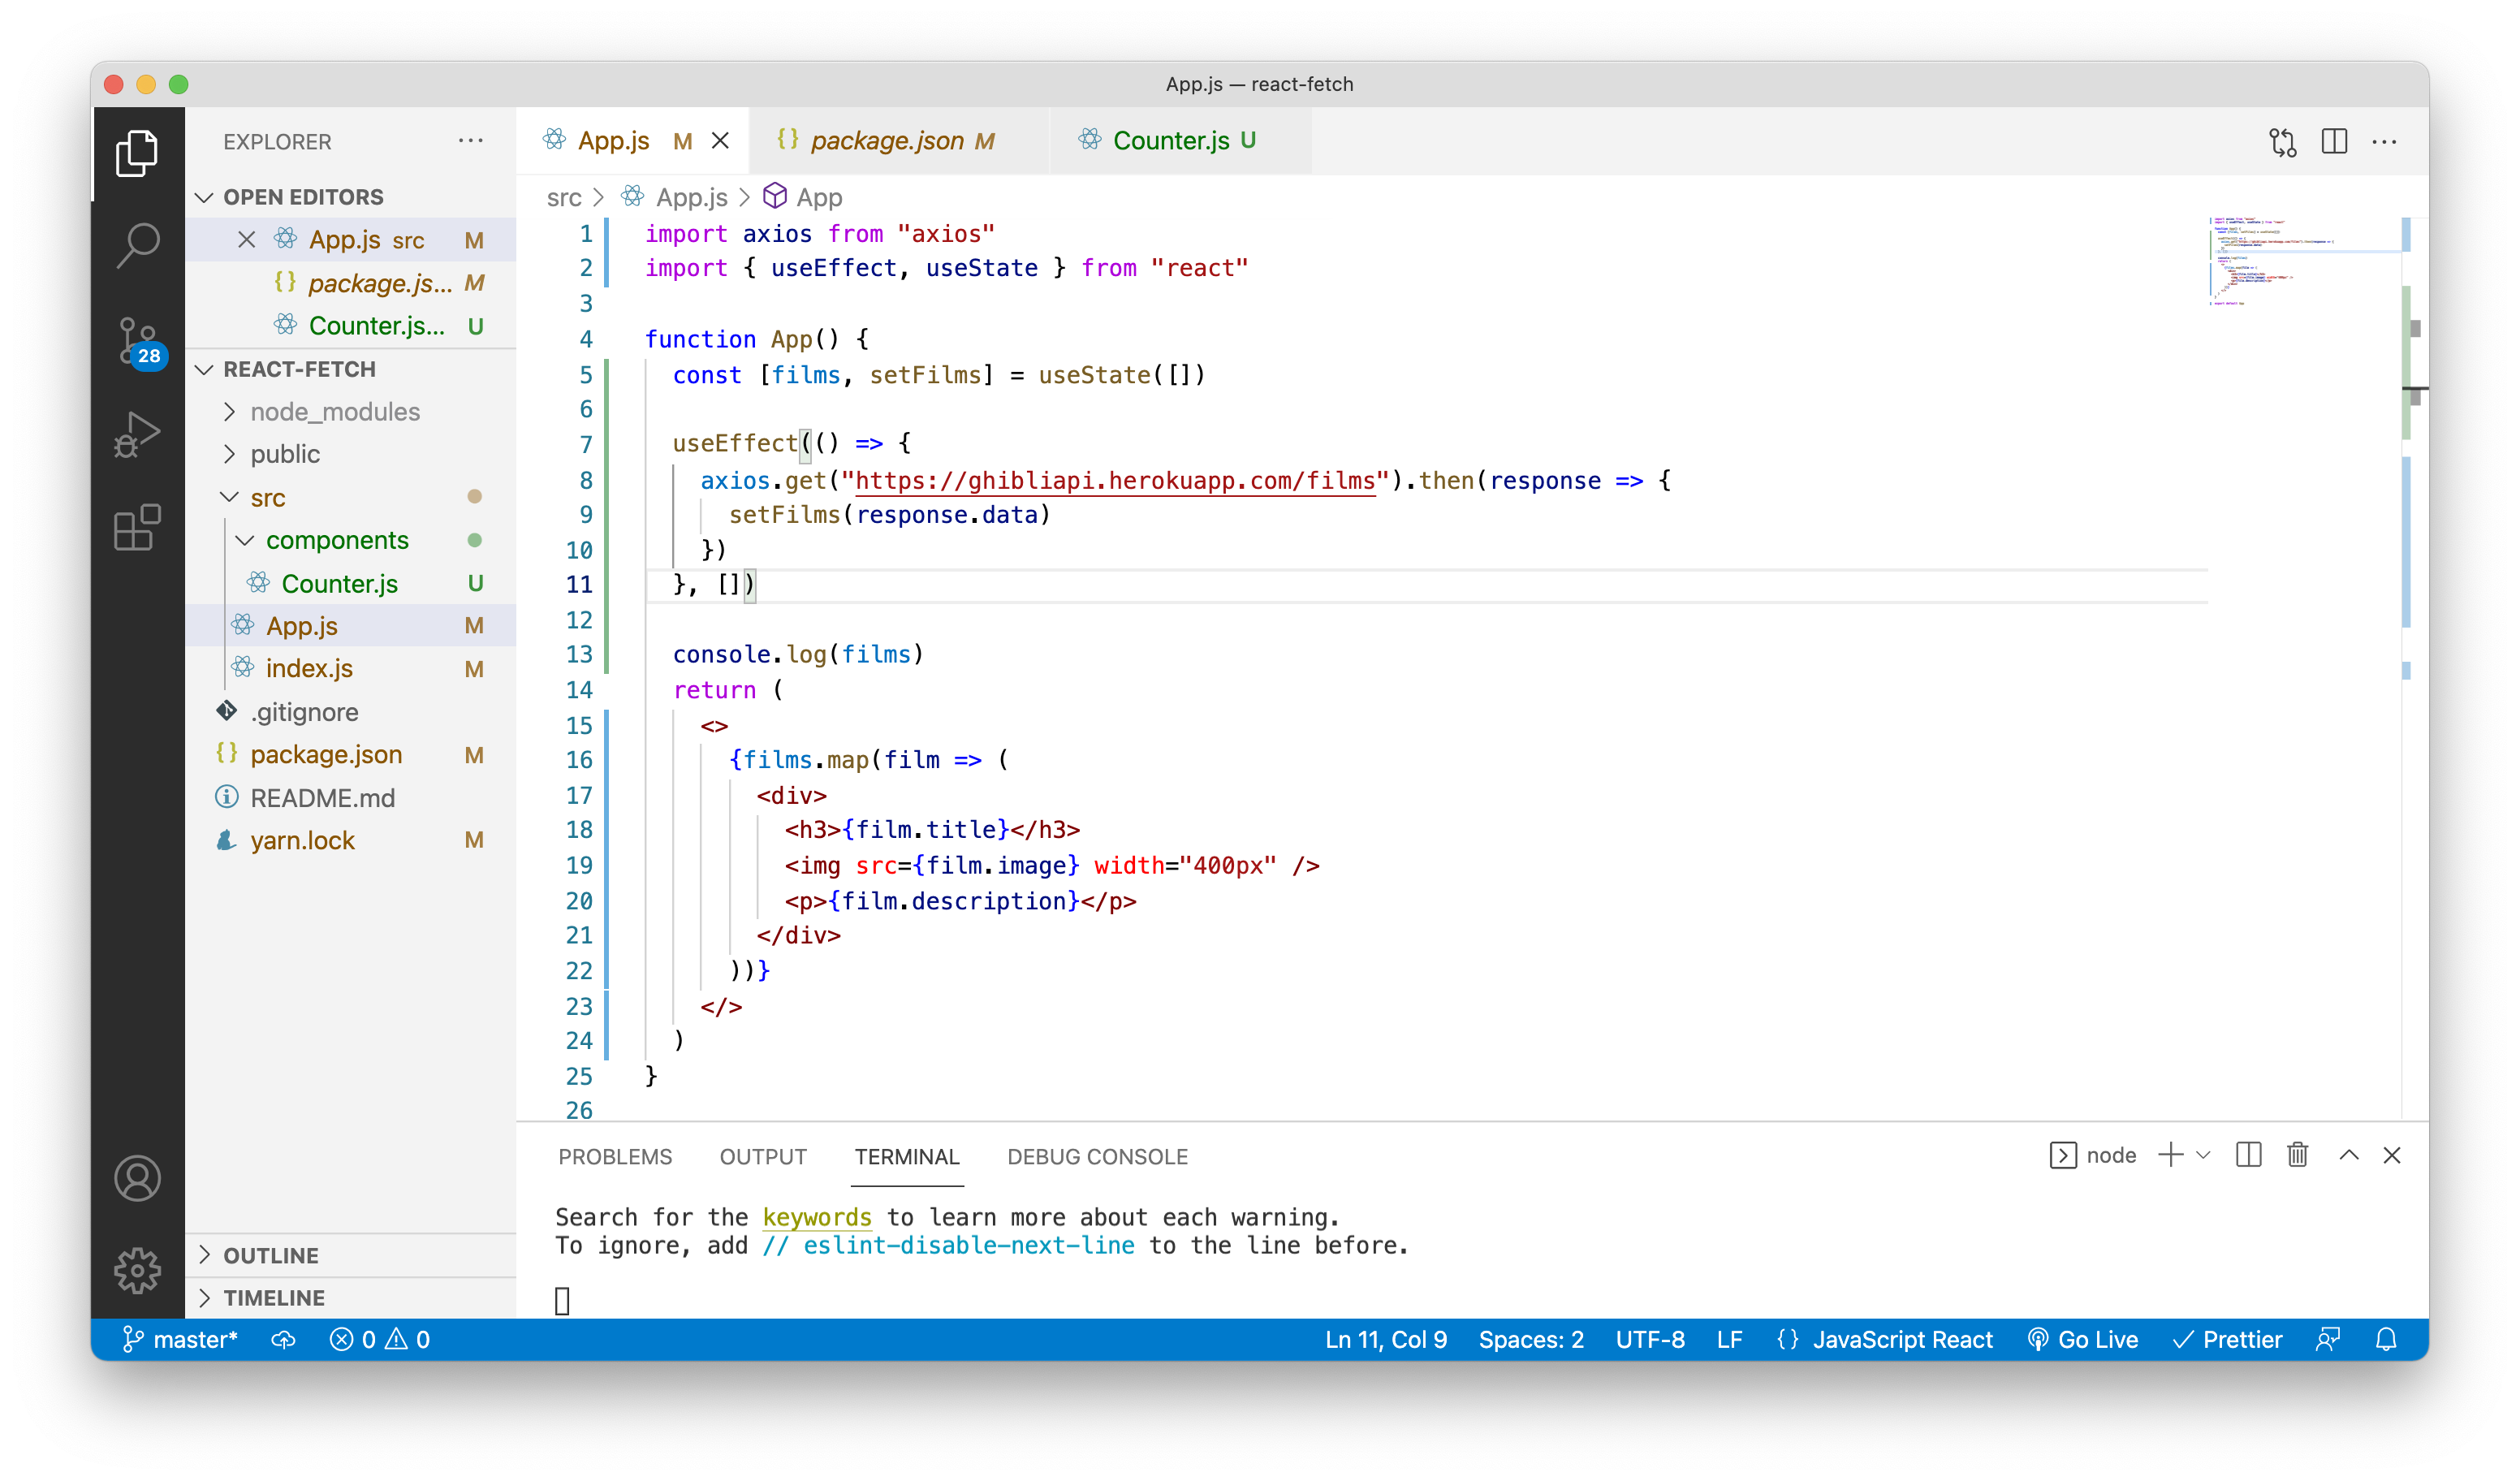 App.js — react-fetch
EXPLORER
OPEN EDITORS
App.js src M
package.js... M
Counter.js... U
REACT-FETCH
node_modules
public
src
components
Counter.js U
App.js M
index.js M
.gitignore
package.json M
README.md
yarn.lock M
OUTLINE
TIMELINE
28
App.js M package.json M Counter.js U
src > App.js > App
1 import axios from "axios"
2 import { useEffect, useState } from "react"
3
4 function App() {
5 const [films, setFilms] = useState([])
6
7 useEffect(() => {
8 axios.get("https://ghibliapi.herokuapp.com/films").then(response => {
9 setFilms(response.data)
10 })
11 }, [])
12
13 console.log(films)
14 return (
15 <>
16 {films.map(film => (
17 <div>
18 <h3>{film.title}</h3>
19 <img src={film.image} width="400px" />
20 <p>{film.description}</p>
21 </div>
22 ))}
23 </>
24 )
25 }
26
PROBLEMS OUTPUT TERMINAL DEBUG CONSOLE
node
Search for the keywords to learn more about each warning.
To ignore, add // eslint-disable-next-line to the line before.
master* 0 0 Ln 11, Col 9 Spaces: 2 UTF-8 LF {} JavaScript React Go Live Prettier